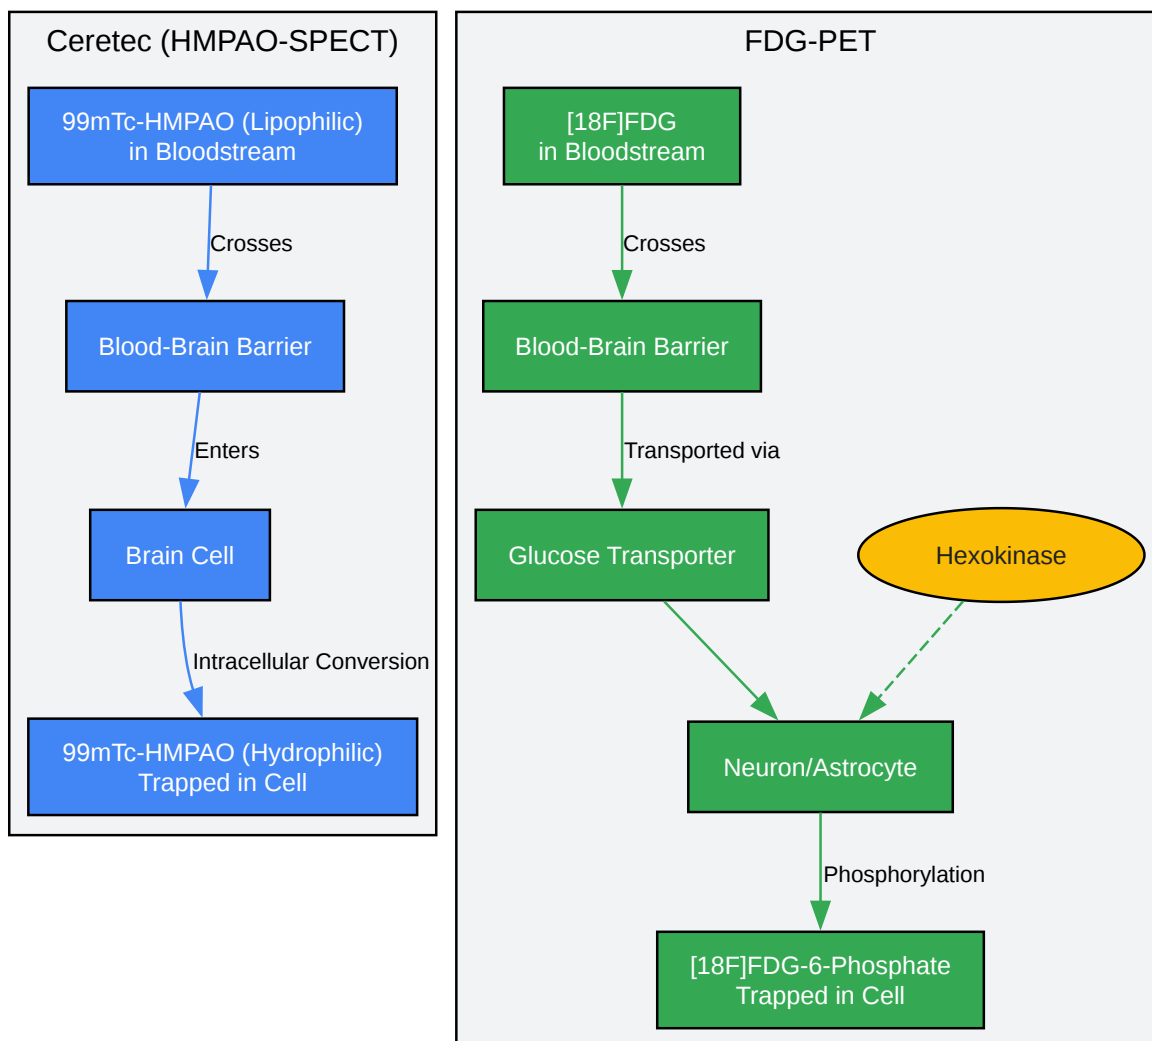 Ceretec (HMPAO-SPECT)
99mTc-HMPAO (Lipophilic)
in Bloodstream
Crosses
Blood-Brain Barrier
Enters
Brain Cell
Intracellular Conversion
99mTc-HMPAO (Hydrophilic)
Trapped in Cell
FDG-PET
[18F]FDG
in Bloodstream
Crosses
Blood-Brain Barrier
Transported via
Glucose Transporter
Hexokinase
Neuron/Astrocyte
Phosphorylation
[18F]FDG-6-Phosphate
Trapped in Cell